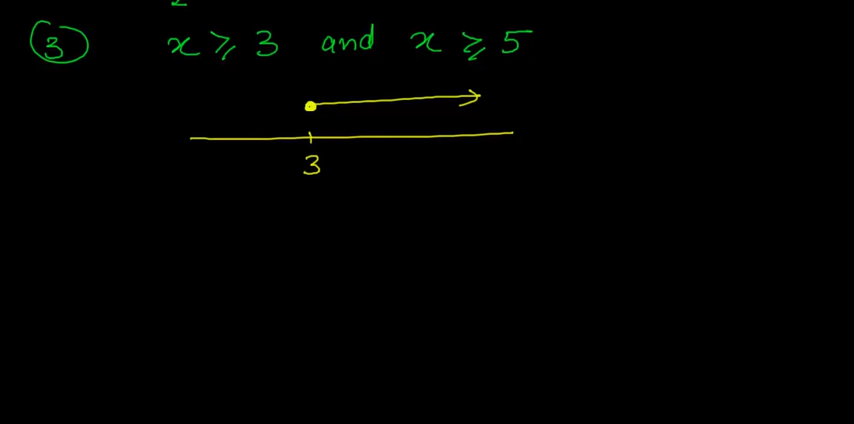 ③ x ⩾ 3 and x ⩾ 5
3